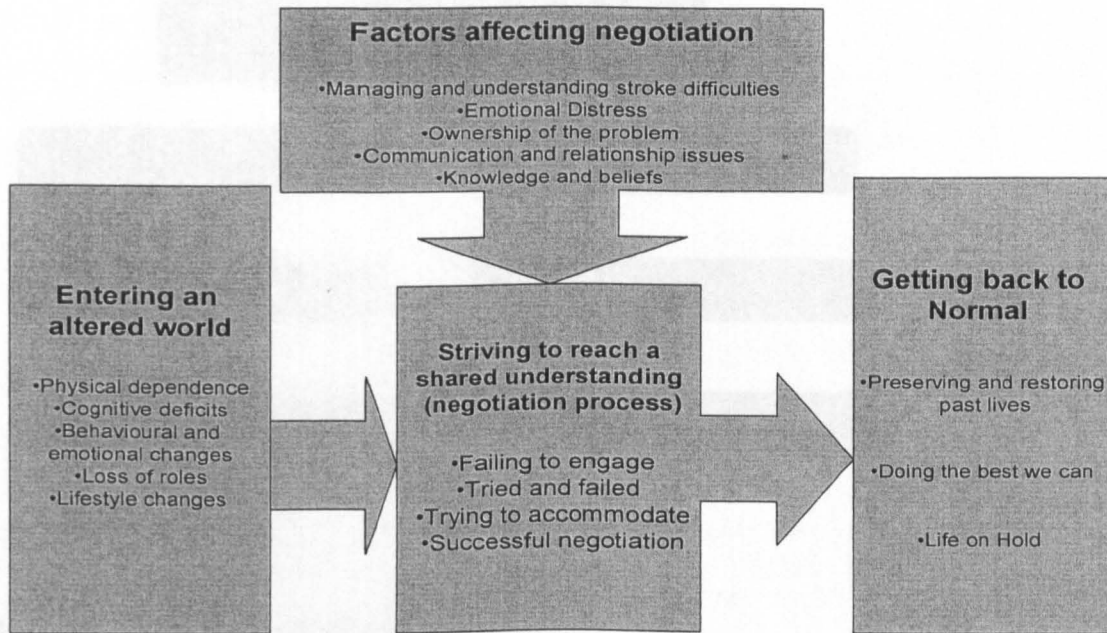 Factors affecting negotiation
•Managing and understanding stroke difficulties
•Emotional Distress
•Ownership of the problem
•Communication and relationship issues
•Knowledge and beliefs
Entering an
altered world
•Physical dependence
•Cognitive deficits
•Behavioural and
emotional changes
•Loss of roles
•Lifestyle changes
Striving to reach a
shared understanding
(negotiation process)
•Failing to engage
•Tried and failed
•Trying to accommodate
•Successful negotiation
Getting back to
Normal
•Preserving and restoring
past lives
•Doing the best we can
•Life on Hold